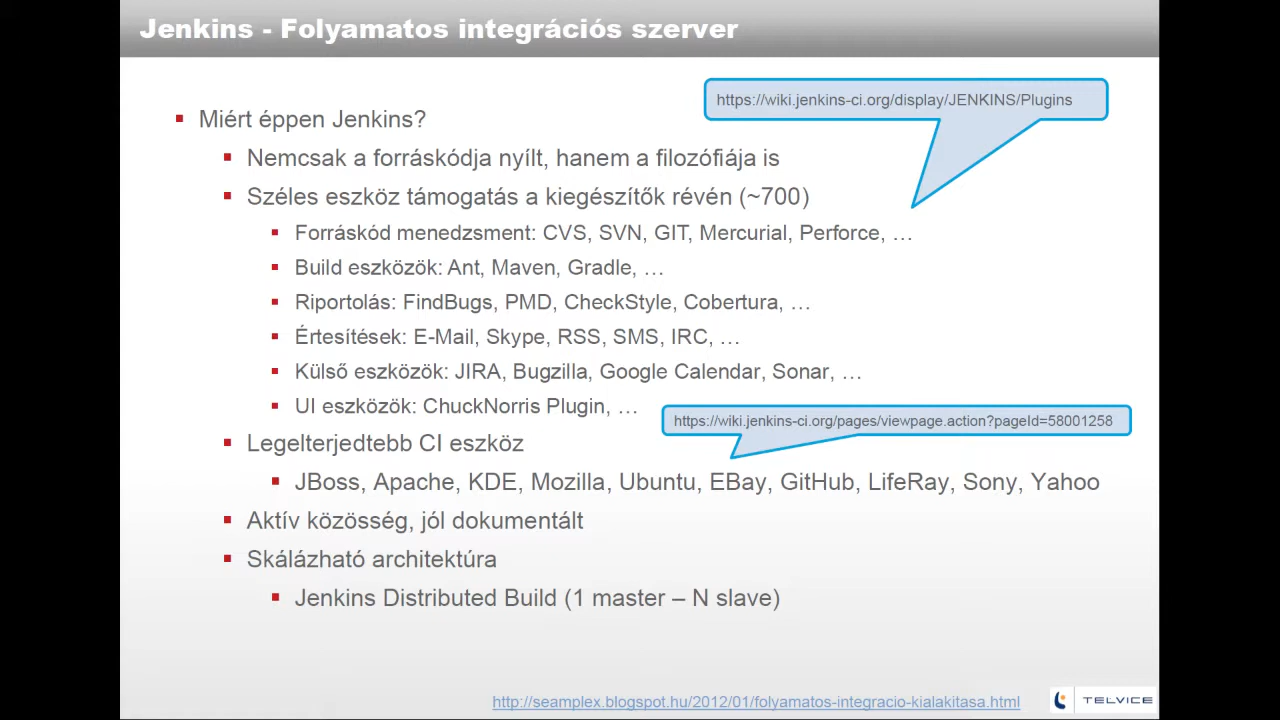 Jenkins - Folyamatos integrációs szerver
https://wiki.jenkins-ci.org/display/JENKINS/Plugins
Miért éppen Jenkins?
Nemcsak a forráskódja nyílt, hanem a filozófiája is
Széles eszköz támogatás a kiegészítők révén (~700)
Forráskód menedzsment: CVS, SVN, GIT, Mercurial, Perforce, …
Build eszközök: Ant, Maven, Gradle, …
Riportolás: FindBugs, PMD, CheckStyle, Cobertura, …
Értesítések: E-Mail, Skype, RSS, SMS, IRC, …
Külső eszközök: JIRA, Bugzilla, Google Calendar, Sonar, …
UI eszközök: ChuckNorris Plugin, …
https://wiki.jenkins-ci.org/pages/viewpage.action?pageId=58001258
Legelterjedtebb CI eszköz
JBoss, Apache, KDE, Mozilla, Ubuntu, EBay, GitHub, LifeRay, Sony, Yahoo
Aktív közösség, jól dokumentált
Skálázható architektúra
Jenkins Distributed Build (1 master – N slave)
http://seamplex.blogspot.hu/2012/01/folyamatos-integracio-kialakitasa.html
TELVICE